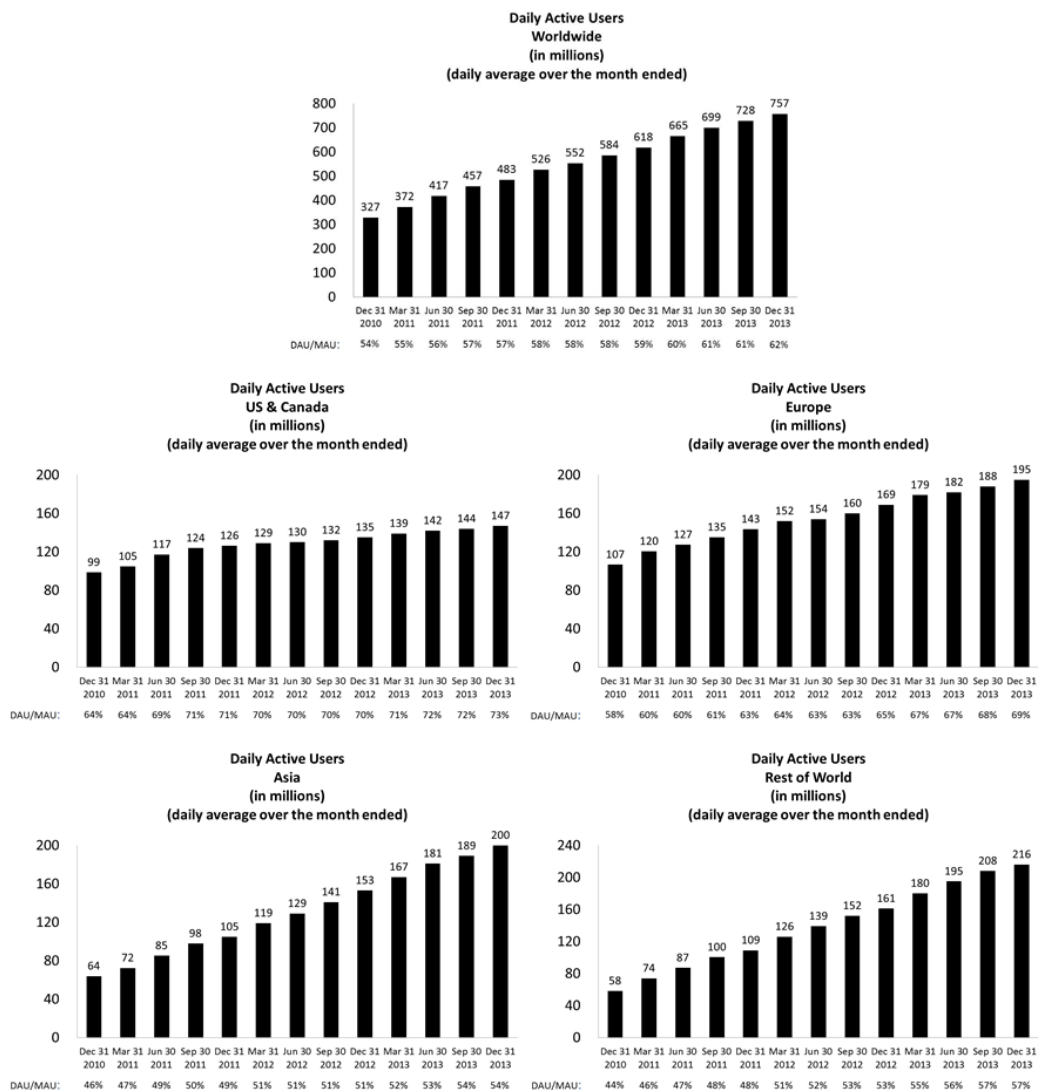 Daily Active Users
Worldwide
(in millions)
(daily average over the month ended)
800
700
600
500
400
300
200
100
0
327 372 417 457 483 526 552 584 618 665 699 728 757
Dec 31 Mar 31 Jun 30 Sep 30 Dec 31 Mar 31 Jun 30 Sep 30 Dec 31 Mar 31 Jun 30 Sep 30 Dec 31
2010 2011 2011 2011 2011 2012 2012 2012 2012 2013 2013 2013 2013
DAU/MAU: 54% 55% 56% 57% 57% 58% 58% 58% 59% 60% 61% 61% 62%
Daily Active Users
US & Canada
(in millions)
(daily average over the month ended)
200
160
120
80
40
0
99 105 117 124 126 129 130 132 135 139 142 144 147
Dec 31 Mar 31 Jun 30 Sep 30 Dec 31 Mar 31 Jun 30 Sep 30 Dec 31 Mar 31 Jun 30 Sep 30 Dec 31
2010 2011 2011 2011 2011 2012 2012 2012 2012 2013 2013 2013 2013
DAU/MAU: 64% 64% 69% 71% 71% 70% 70% 70% 70% 71% 72% 72% 73%
Daily Active Users
Europe
(in millions)
(daily average over the month ended)
200
160
120
80
40
0
107 120 127 135 143 152 154 160 169 179 182 188 195
Dec 31 Mar 31 Jun 30 Sep 30 Dec 31 Mar 31 Jun 30 Sep 30 Dec 31 Mar 31 Jun 30 Sep 30 Dec 31
2010 2011 2011 2011 2011 2012 2012 2012 2012 2013 2013 2013 2013
DAU/MAU: 58% 60% 60% 61% 63% 64% 63% 63% 65% 67% 67% 68% 69%
Daily Active Users
Asia
(in millions)
(daily average over the month ended)
200
160
120
80
40
0
64 72 85 98 105 119 129 141 153 167 181 189 200
Dec 31 Mar 31 Jun 30 Sep 30 Dec 31 Mar 31 Jun 30 Sep 30 Dec 31 Mar 31 Jun 30 Sep 30 Dec 31
2010 2011 2011 2011 2011 2012 2012 2012 2012 2013 2013 2013 2013
DAU/MAU: 46% 47% 49% 50% 49% 51% 51% 51% 51% 52% 53% 54% 54%
Daily Active Users
Rest of World
(in millions)
(daily average over the month ended)
240
200
160
120
80
40
0
58 74 87 100 109 126 139 152 161 180 195 208 216
Dec 31 Mar 31 Jun 30 Sep 30 Dec 31 Mar 31 Jun 30 Sep 30 Dec 31 Mar 31 Jun 30 Sep 30 Dec 31
2010 2011 2011 2011 2011 2012 2012 2012 2012 2013 2013 2013 2013
DAU/MAU: 44% 46% 47% 48% 48% 51% 52% 53% 53% 55% 56% 57% 57%